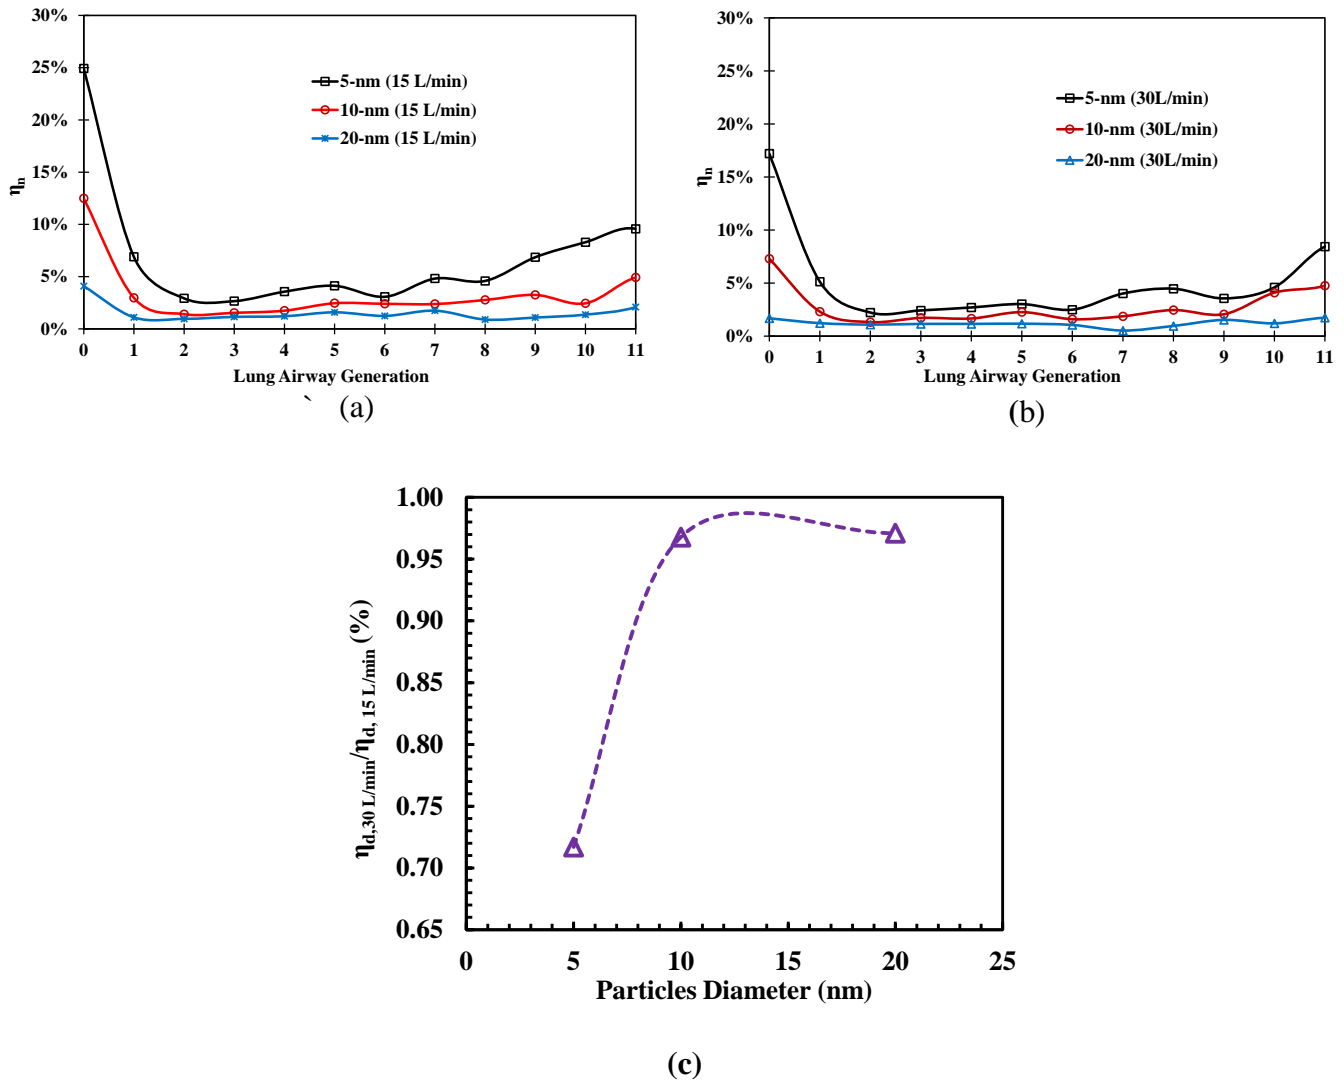 30%
25%
20%
15%
10%
5%
0%
ηn
5-nm (15 L/min)
10-nm (15 L/min)
20-nm (15 L/min)
0 1 2 3 4 5 6 7 8 9 10 11
Lung Airway Generation
` (a)
30%
25%
20%
15%
10%
5%
0%
ηn
5-nm (30L/min)
10-nm (30L/min)
20-nm (30L/min)
0 1 2 3 4 5 6 7 8 9 10 11
Lung Airway Generation
(b)
1.00
0.95
0.90
0.85
0.80
0.75
0.70
0.65
ηd,30 L/min/ηd, 15 L/min (%)
0 5 10 15 20 25
Particles Diameter (nm)
(c)